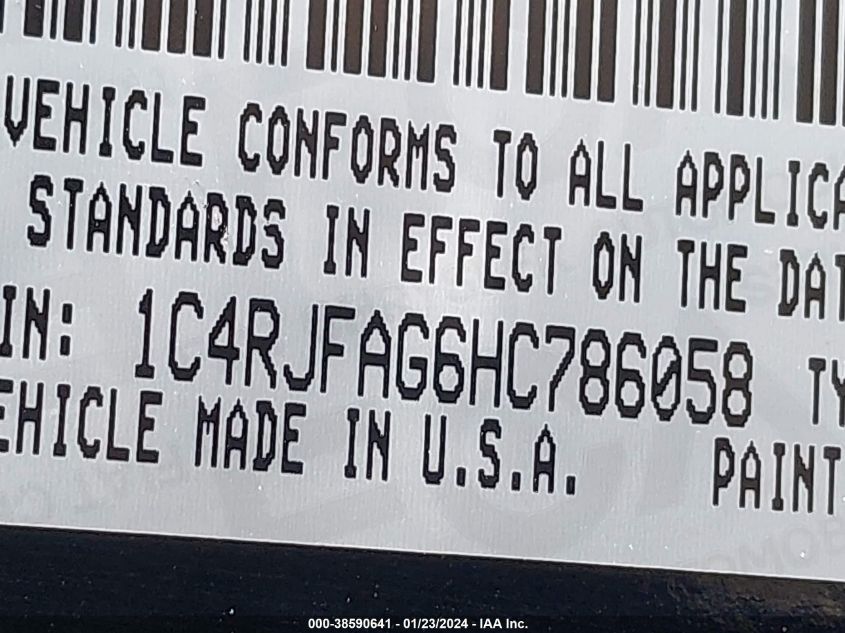 VEHICLE CONFORMS TO ALL APPLICA
STANDARDS IN EFFECT ON THE DAT
IN: 1C4RJFAG6HC786058 TY
EHICLE MADE IN U.S.A. PAINT
000-38590641 - 01/23/2024 - IAA Inc.